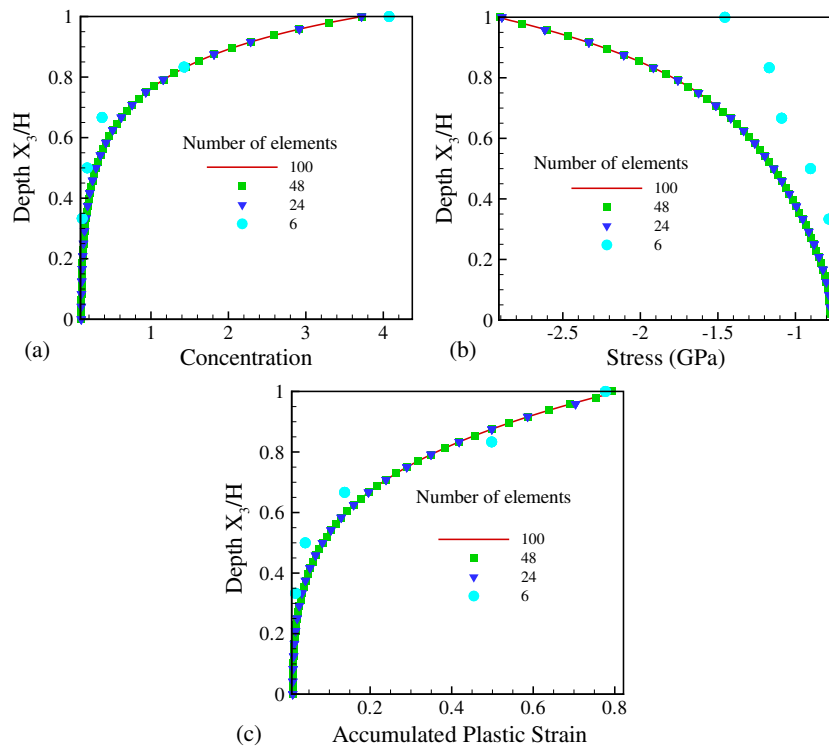 Depth X3/H
1
0.8
0.6
0.4
0.2
0
Number of elements
100
48
24
6
1 2 3 4
(a)
Concentration
Depth X3/H
1
0.8
0.6
0.4
0.2
0
Number of elements
100
48
24
6
-2.5 -2 -1.5 -1
(b)
Stress (GPa)
Depth X3/H
1
0.8
0.6
0.4
0.2
0
Number of elements
100
48
24
6
0.2 0.4 0.6 0.8
(c)
Accumulated Plastic Strain